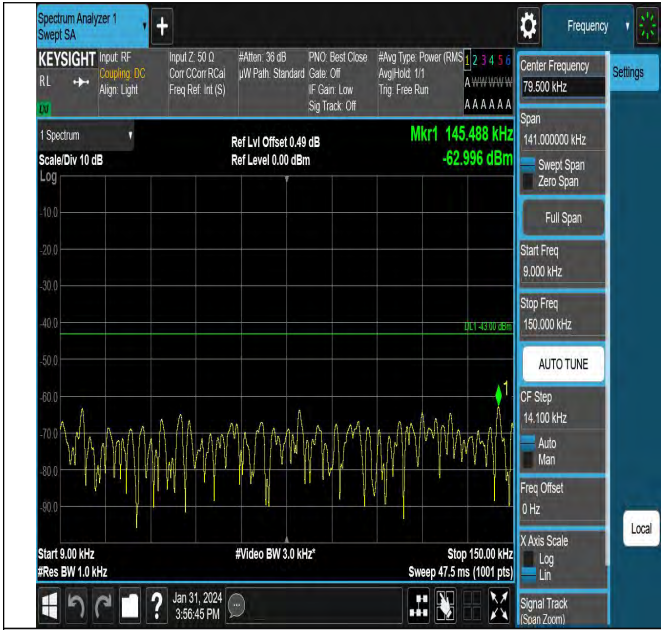 Spectrum Analyzer 1
Swept SA
Frequency
KEYSIGHT
RL
Input: RF
Coupling: DC
Align: Light
Input Z: 50 Ω
Corr CCorr RCal
Freq Ref: Int (S)
#Atten: 36 dB
µW Path: Standard
PNO: Best Close
Gate: Off
IF Gain: Low
Sig Track: Off
#Avg Type: Power (RMS
Avg|Hold: 1/1
Trig: Free Run
1 2 3 4 5 6
A W W W W W
A A A A A A
1 Spectrum
Scale/Div 10 dB
Log
Ref Lvl Offset 0.49 dB
Ref Level 0.00 dBm
Mkr1 145.488 kHz
-62.996 dBm
-10.0
-20.0
-30.0
-40.0
-50.0
-60.0
-70.0
-80.0
-90.0
DL1 -43.00 dBm
1
Start 9.00 kHz
#Res BW 1.0 kHz
#Video BW 3.0 kHz*
Stop 150.00 kHz
Sweep 47.5 ms (1001 pts)
Center Frequency
79.500 kHz
Settings
Span
141.000000 kHz
Swept Span
Zero Span
Full Span
Start Freq
9.000 kHz
Stop Freq
150.000 kHz
AUTO TUNE
CF Step
14.100 kHz
Auto
Man
Freq Offset
0 Hz
X Axis Scale
Log
Lin
Local
Signal Track
(Span Zoom)
?
Jan 31, 2024
3:56:45 PM